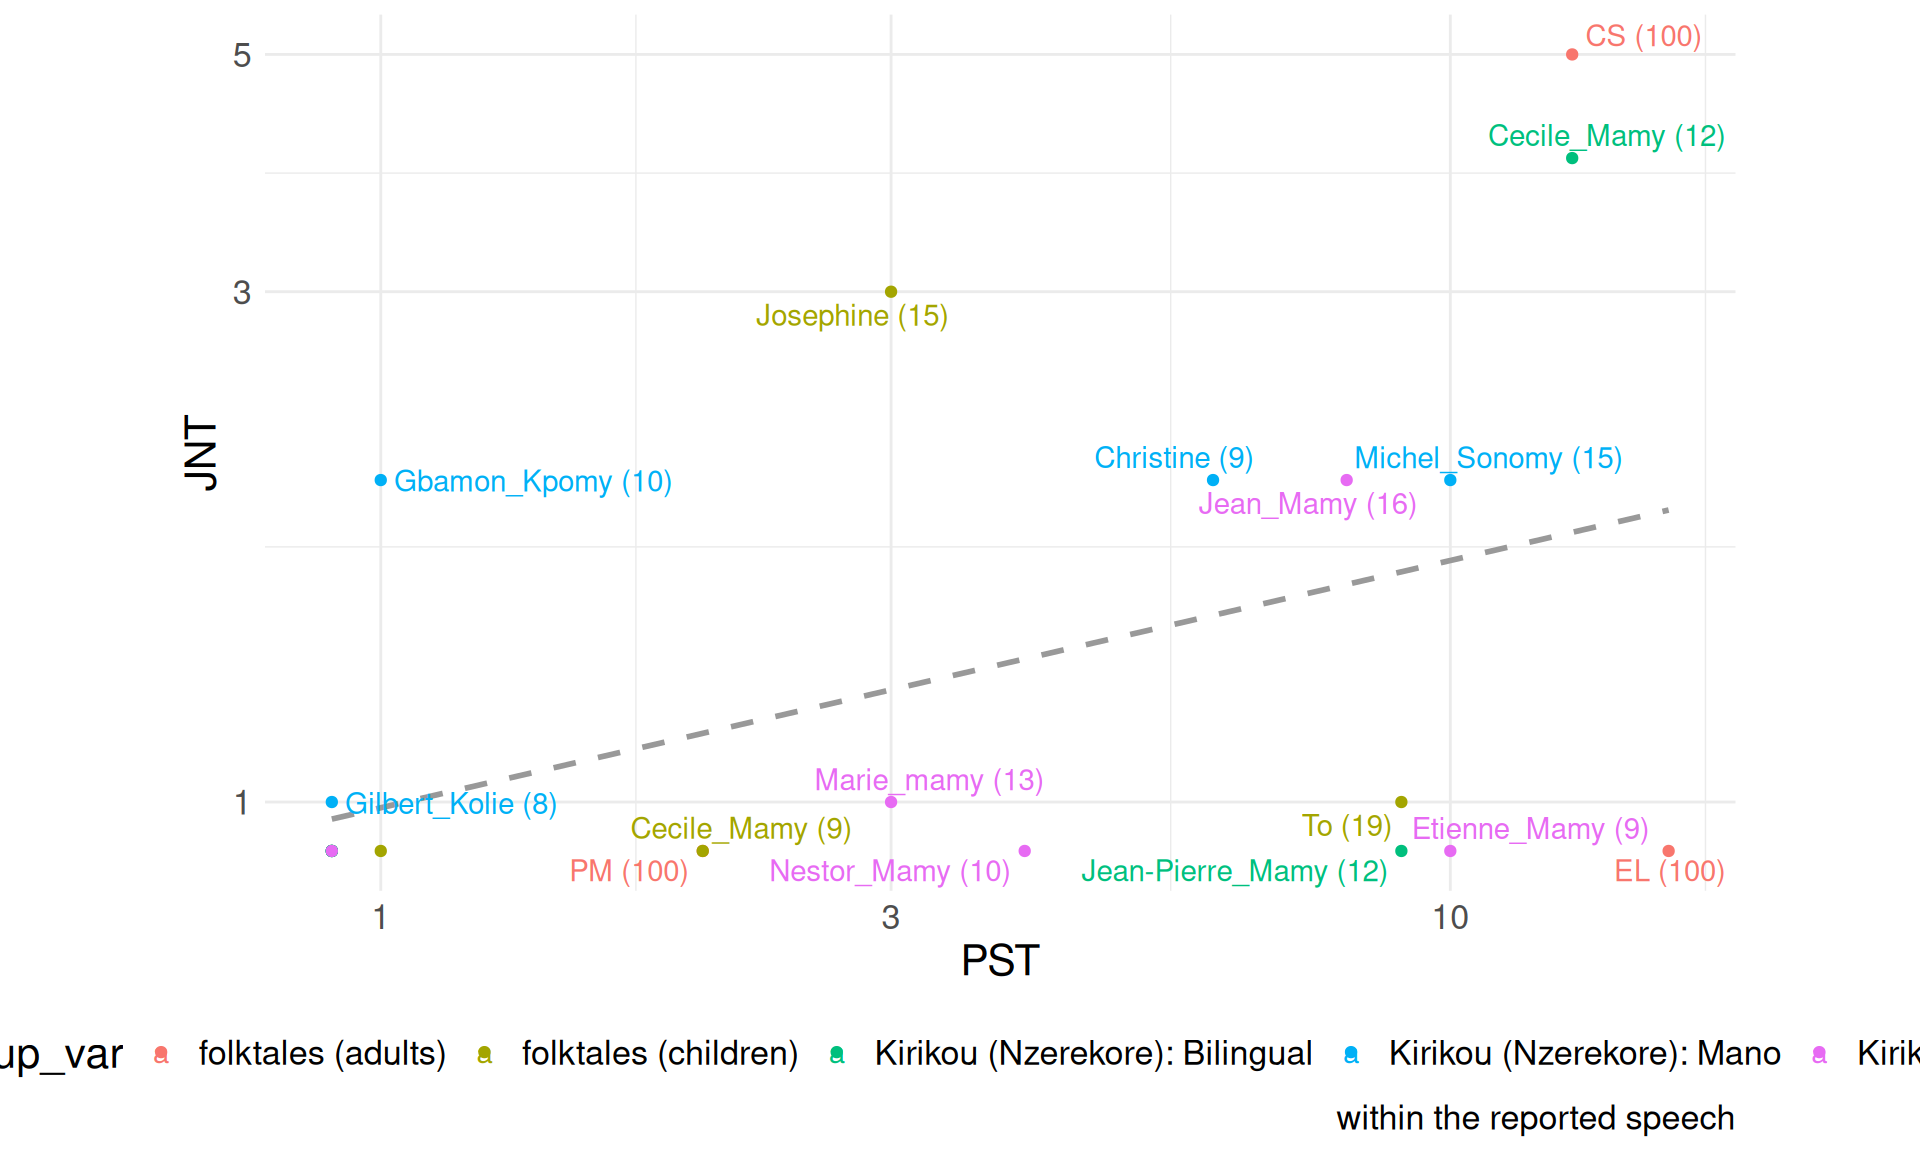 CS (100)
5
Cecile_Mamy (12)
3
Josephine (15)
JNT
Christine (9)
Michel_Sonomy (15)
Gbamon_Kpomy (10)
Jean_Mamy (16)
Marie_mamy (13)
1
Gilbert_Kolie (8)
Cecile_Mamy (9)
To (19)
Etienne_Mamy (9)
PM (100)
Nestor_Mamy (10)
Jean-Pierre_Mamy (12)
EL (100)
1 3 10
PST
up_var a folktales (adults) a folktales (children) a Kirikou (Nzerekore): Bilingual a Kirikou (Nzerekore): Mano a Kirik
within the reported speech